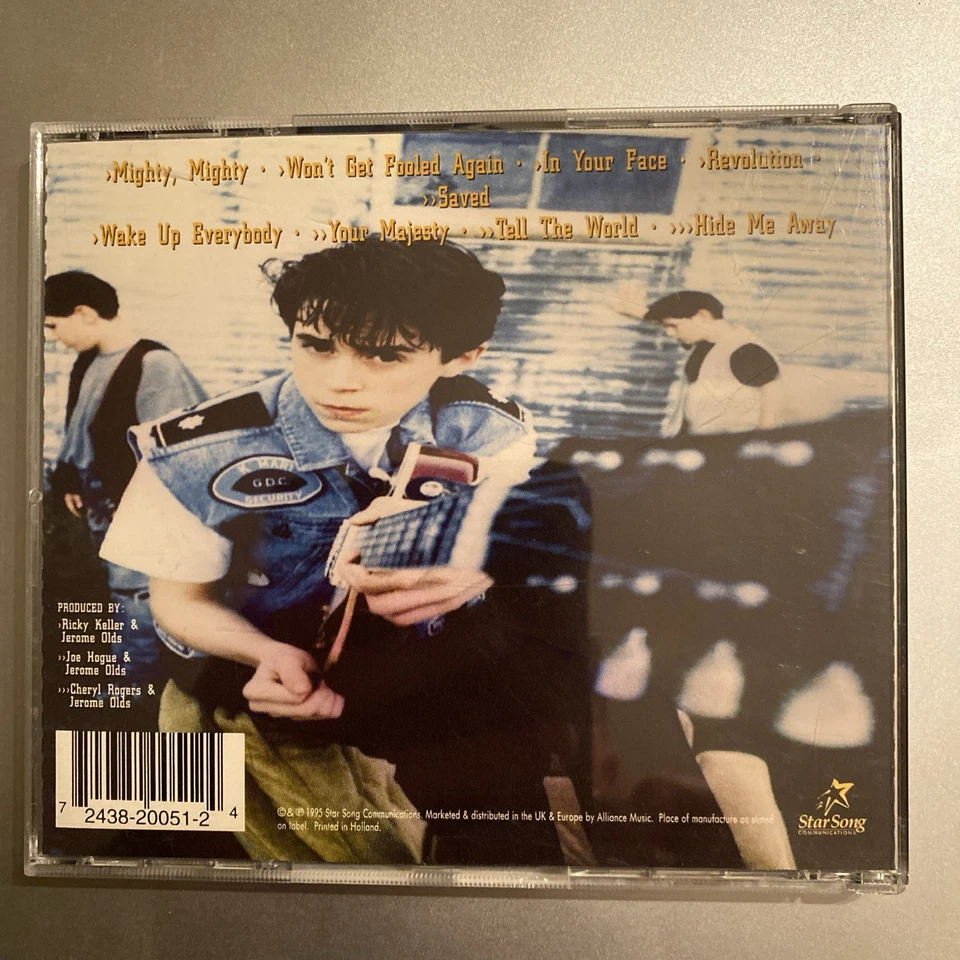 ›Mighty, Mighty · ›Won't Get Fooled Again · ›In Your Face · ›Revolution ·
››Saved
›Wake Up Everybody · ››Your Majesty · ››Tell The World · ›››Hide Me Away
G.D.C.
SECURITY
PRODUCED BY:
›Ricky Keller &
Jerome Olds
››Joe Hogue &
Jerome Olds
›››Cheryl Rogers &
Jerome Olds
7 2438-20051-2 4
©&℗ 1995 Star Song Communications. Marketed & distributed in the UK & Europe by Alliance Music. Place of manufacture as stated
on label. Printed in Holland.
StarSong
COMMUNICATIONS